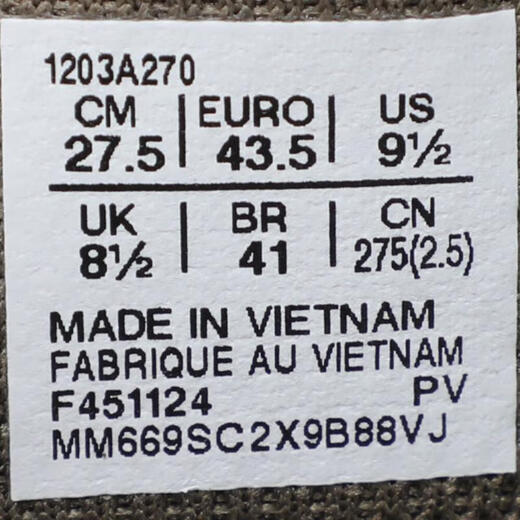 1203A270
CM EURO US
27.5 43.5 9½
UK BR CN
8½ 41 275(2.5)
MADE IN VIETNAM
FABRIQUE AU VIETNAM
F451124 PV
MM669SC2X9B88VJ